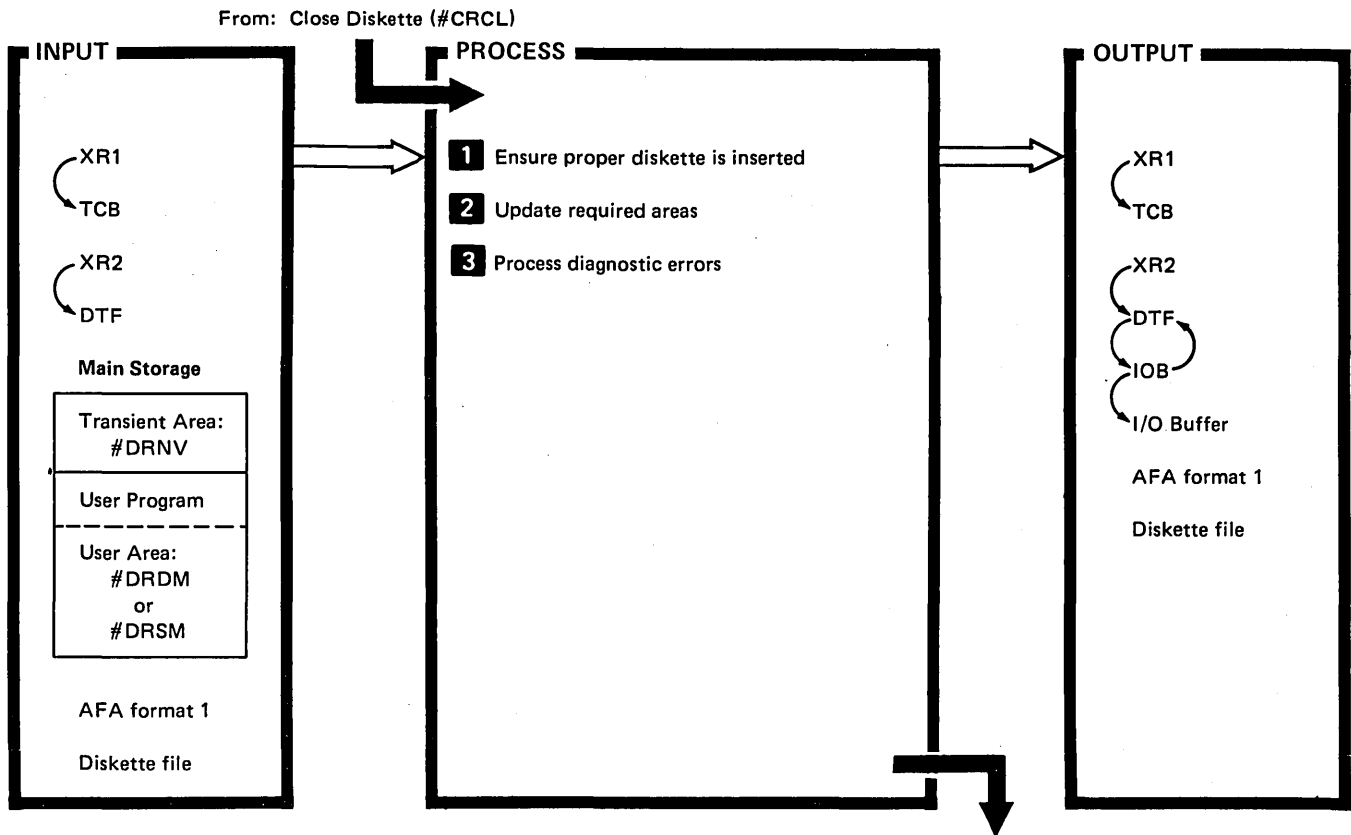 From: Close Diskette (#CRCL)
INPUT
XR1
TCB
XR2
DTF
Main Storage
Transient Area:
#DRNV
User Program
User Area:
#DRDM
or
#DRSM
AFA format 1
Diskette file
PROCESS
1 Ensure proper diskette is inserted
2 Update required areas
3 Process diagnostic errors
OUTPUT
XR1
TCB
XR2
DTF
IOB
I/O Buffer
AFA format 1
Diskette file